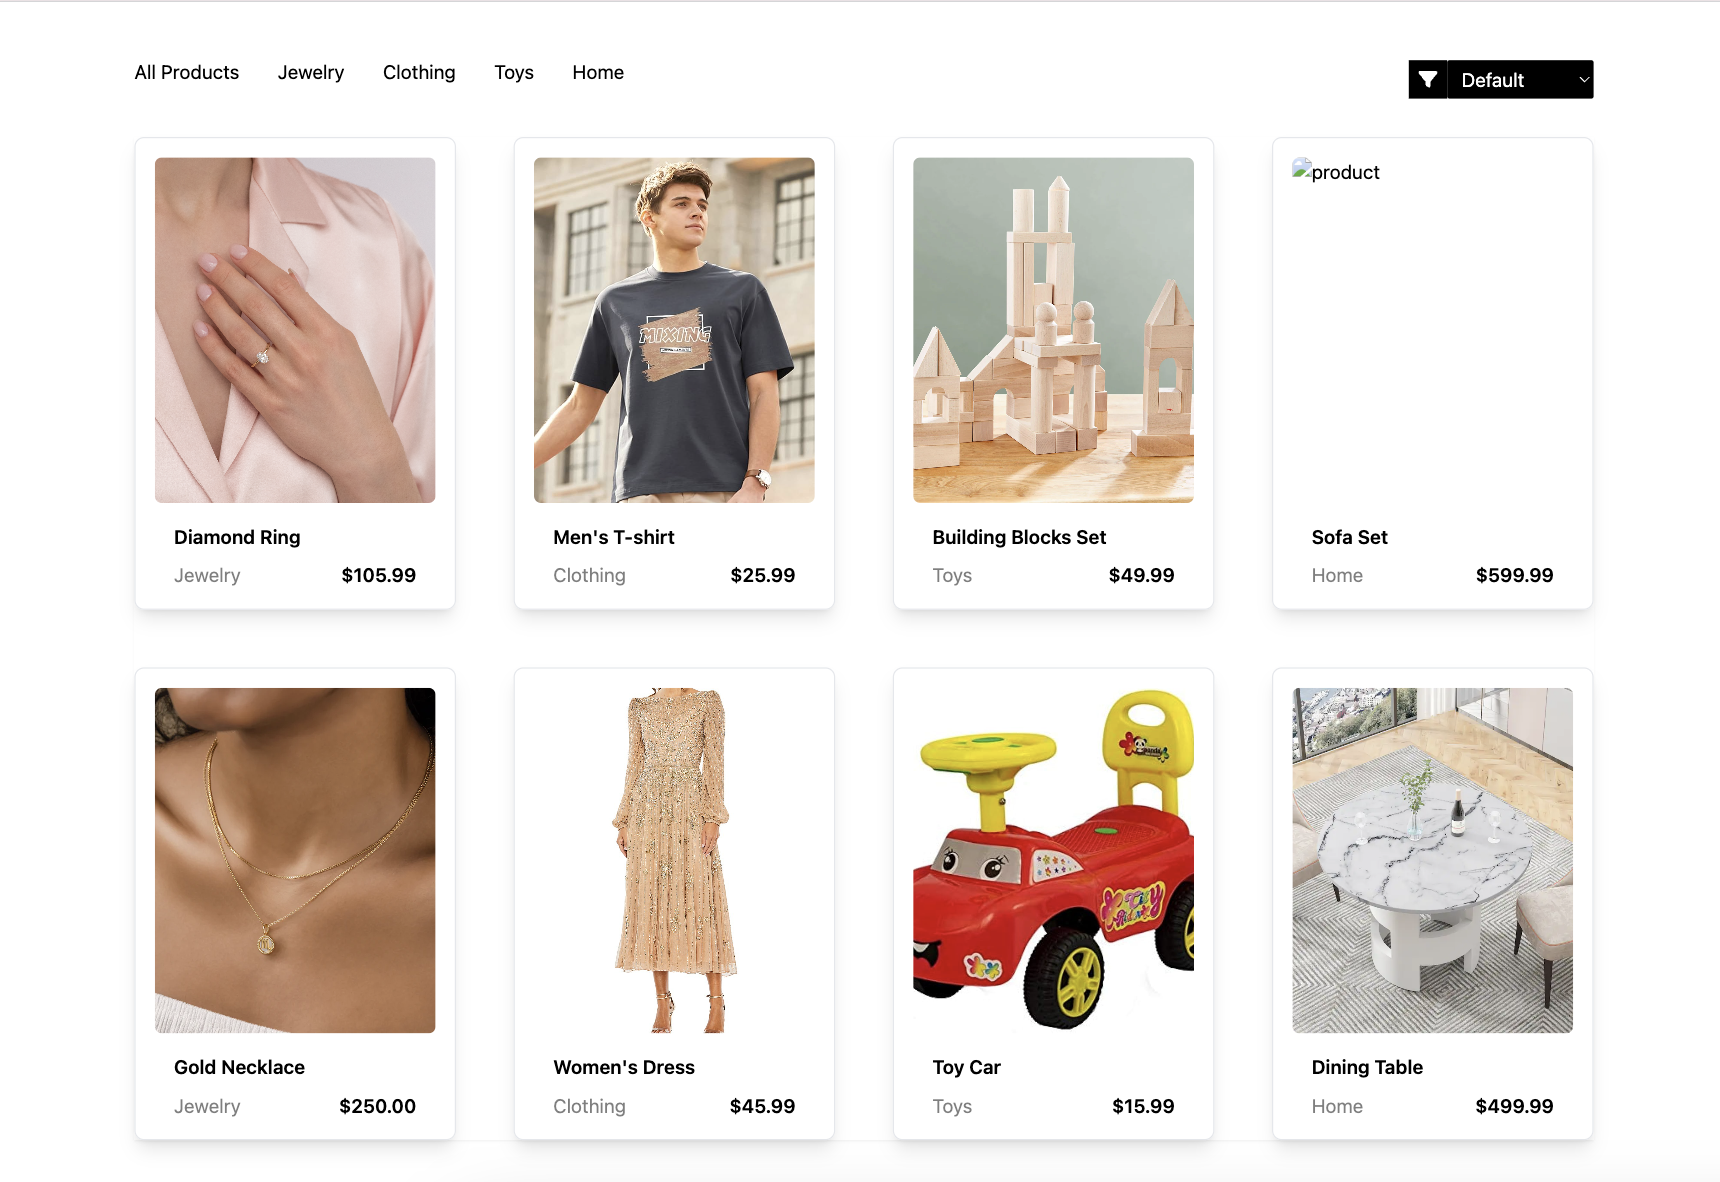 All Products Jewelry Clothing Toys Home
Default
product
MIXING
Diamond Ring
Jewelry $105.99
Men's T-shirt
Clothing $25.99
Building Blocks Set
Toys $49.99
Sofa Set
Home $599.99
panda
City
Gold Necklace
Jewelry $250.00
Women's Dress
Clothing $45.99
Toy Car
Toys $15.99
Dining Table
Home $499.99